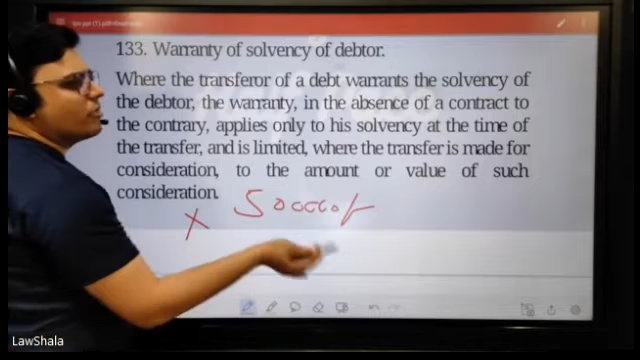 133. Warranty of solvency of debtor.
Where the transferor of a debt warrants the solvency of
the debtor, the warranty, in the absence of a contract to
the contrary, applies only to his solvency at the time of
the transfer, and is limited, where the transfer is made for
consideration, to the amount or value of such
consideration.
X
LawShala